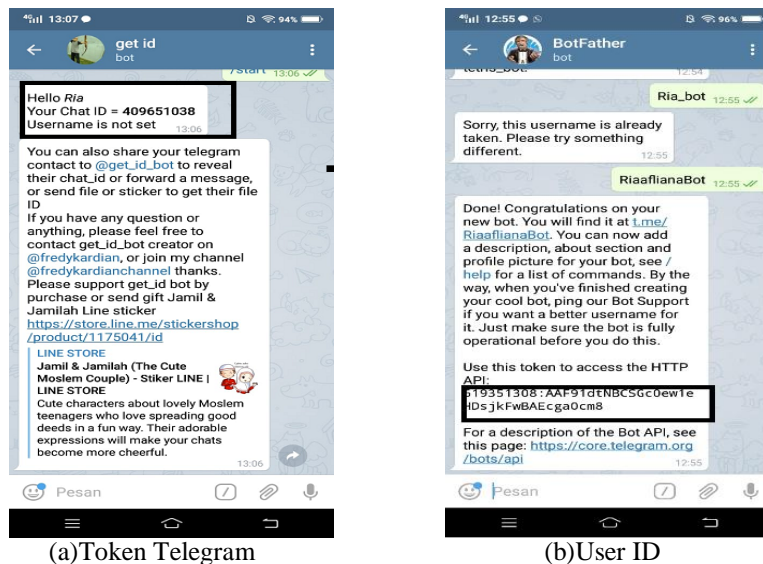 13:07
94%
get id
bot
/start 13:06
Hello Ria
Your Chat ID = 409651038
Username is not set 13:06
You can also share your telegram
contact to @get_id_bot to reveal
their chat_id or forward a message,
or send file or sticker to get their file
ID
If you have any question or
anything, please feel free to
contact get_id_bot creator on
@fredykardian, or join my channel
@fredykardianchannel thanks.
Please support get_id bot by
purchase or send gift Jamil &
Jamilah Line sticker
https://store.line.me/stickershop
/product/1175041/id
LINE STORE
Jamil & Jamilah (The Cute
Moslem Couple) - Stiker LINE |
LINE STORE
Cute characters about lovely Moslem
teenagers who love spreading good
deeds in a fun way. Their adorable
expressions will make your chats
become more cheerful.
13:06
Pesan
(a)Token Telegram
12:55
96%
BotFather
bot
tetris_bot.
12:54
Ria_bot 12:55
Sorry, this username is already
taken. Please try something
different. 12:55
RiaaflianaBot 12:55
Done! Congratulations on your
new bot. You will find it at t.me/
RiaaflianaBot. You can now add
a description, about section and
profile picture for your bot, see /
help for a list of commands. By the
way, when you've finished creating
your cool bot, ping our Bot Support
if you want a better username for
it. Just make sure the bot is fully
operational before you do this.
Use this token to access the HTTP
API:
619351308:AAF91dtNBCSGc0ew1e
HDsjkFwBAEcgaOcm8
For a description of the Bot API, see
this page: https://core.telegram.org
/bots/api 12:55
Pesan
(b)User ID